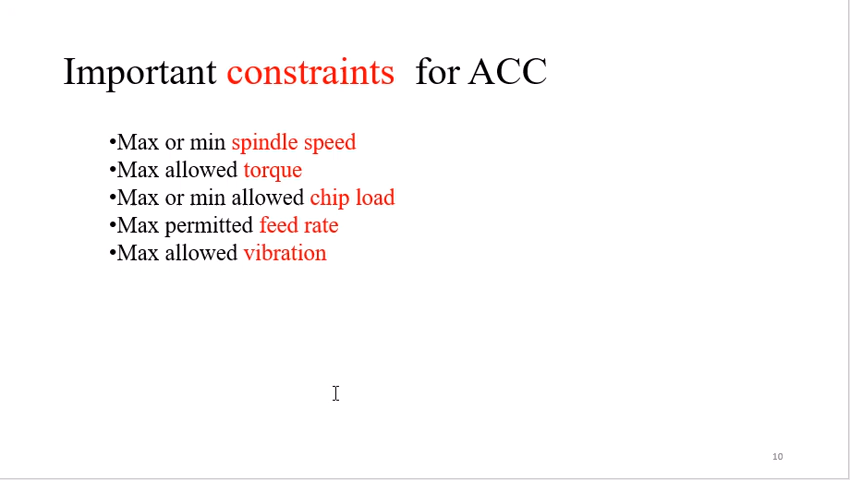 Important constraints for ACC
•Max or min spindle speed
•Max allowed torque
•Max or min allowed chip load
•Max permitted feed rate
•Max allowed vibration
10